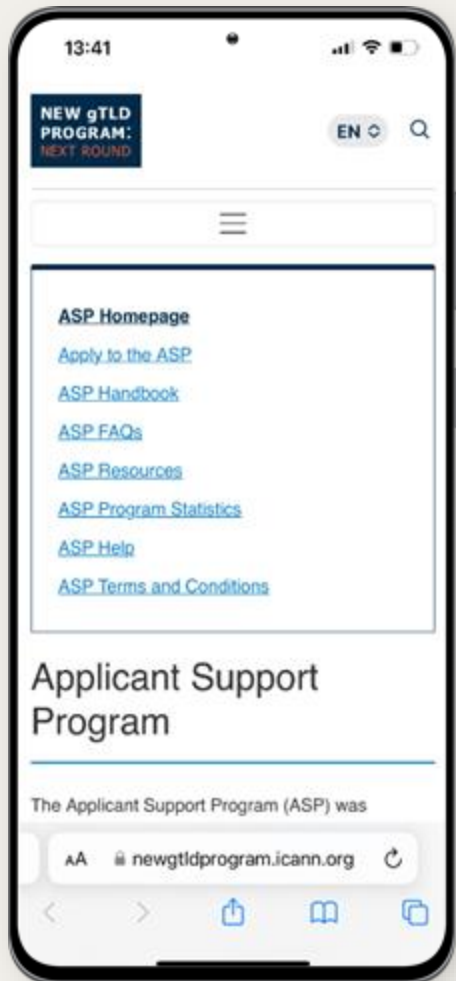 13:41
NEW gTLD
PROGRAM:
NEXT ROUND
EN
ASP Homepage
Apply to the ASP
ASP Handbook
ASP FAQs
ASP Resources
ASP Program Statistics
ASP Help
ASP Terms and Conditions
Applicant Support
Program
The Applicant Support Program (ASP) was
AA newgtldprogram.icann.org